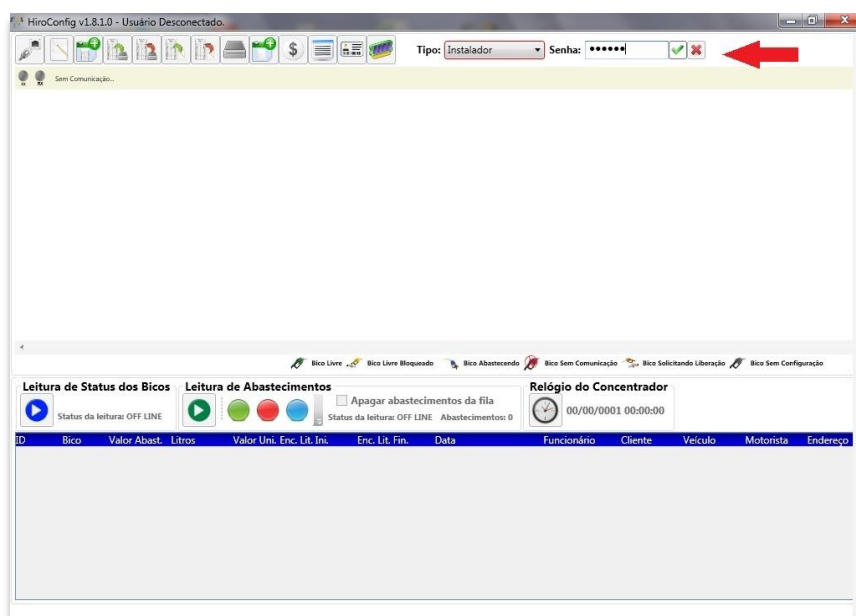 HiroConfig v1.8.1.0 - Usuário Desconectado.
Tipo: Instalador Senha: ••••••
Sem Comunicação...
Bico Livre Bico Livre Bloqueado Bico Abastecendo Bico Sem Comunicação Bico Solicitando Liberação Bico Sem Configuração
Leitura de Status dos Bicos Leitura de Abastecimentos Relógio do Concentrador
Apagar abastecimentos da fila
Status da leitura: OFF LINE Status da leitura: OFF LINE Abastecimentos: 0 00/00/0001 00:00:00
ID Bico Valor Abast. Litros Valor Uni. Enc. Lit. Ini. Enc. Lit. Fin. Data Funcionário Cliente Veículo Motorista Endereço